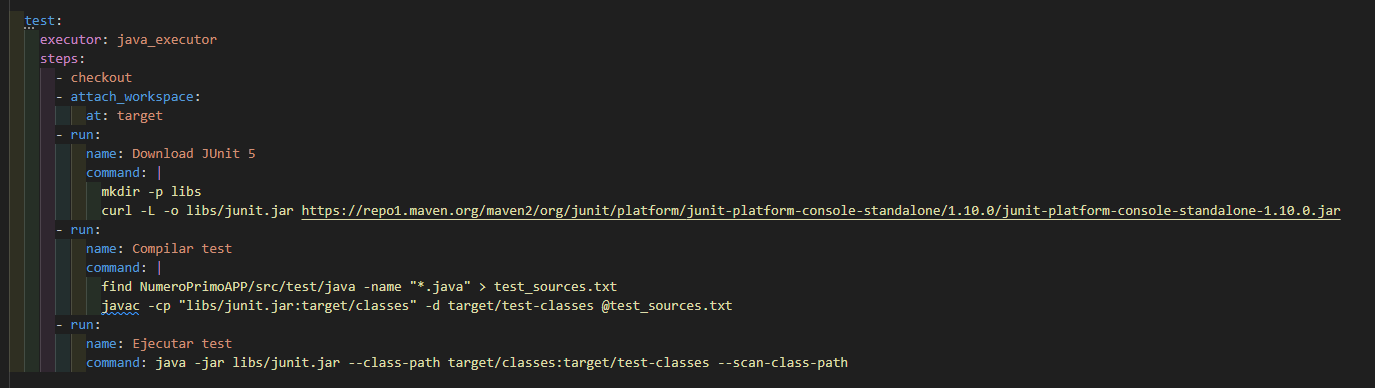 test:
executor: java_executor
steps:
- checkout
- attach_workspace:
at: target
- run:
name: Download JUnit 5
command: |
mkdir -p libs
curl -L -o libs/junit.jar https://repo1.maven.org/maven2/org/junit/platform/junit-platform-console-standalone/1.10.0/junit-platform-console-standalone-1.10.0.jar
- run:
name: Compilar test
command: |
find NumeroPrimoAPP/src/test/java -name "*.java" > test_sources.txt
javac -cp "libs/junit.jar:target/classes" -d target/test-classes @test_sources.txt
- run:
name: Ejecutar test
command: java -jar libs/junit.jar --class-path target/classes:target/test-classes --scan-class-path